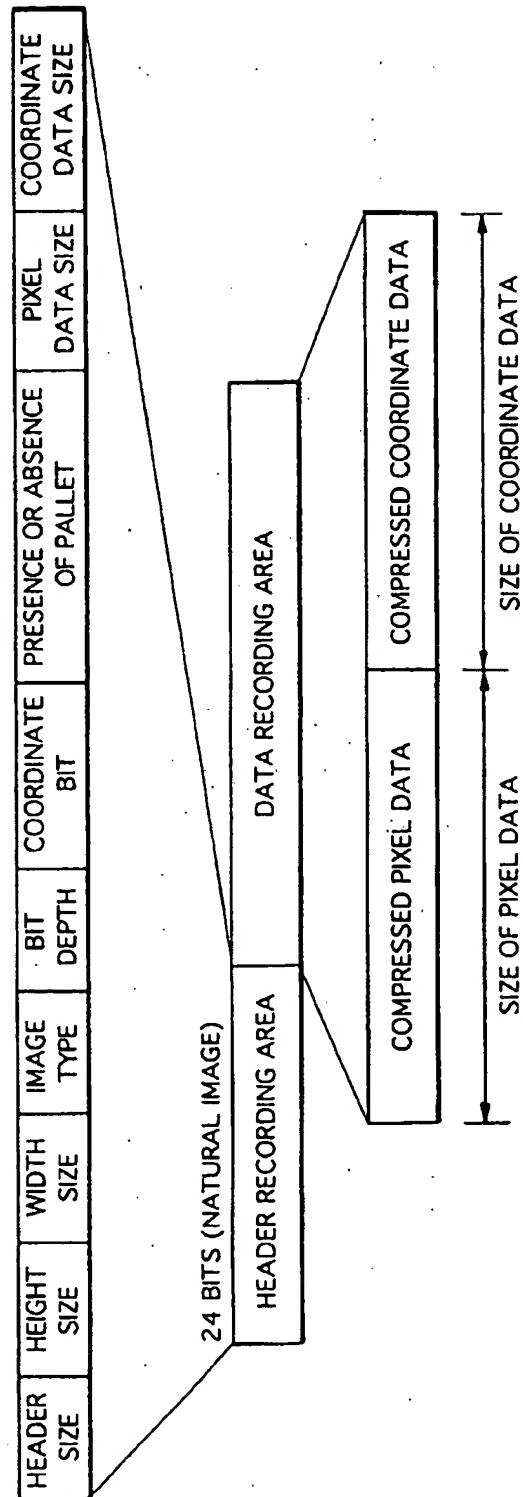 HEADER
SIZE
HEIGHT
SIZE
WIDTH
SIZE
IMAGE
TYPE
BIT
DEPTH
COORDINATE
BIT
PRESENCE OR ABSENCE
OF PALLET
PIXEL
DATA SIZE
COORDINATE
DATA SIZE
24 BITS (NATURAL IMAGE)
HEADER RECORDING AREA
DATA RECORDING AREA
COMPRESSED PIXEL DATA
COMPRESSED COORDINATE DATA
SIZE OF PIXEL DATA
SIZE OF COORDINATE DATA